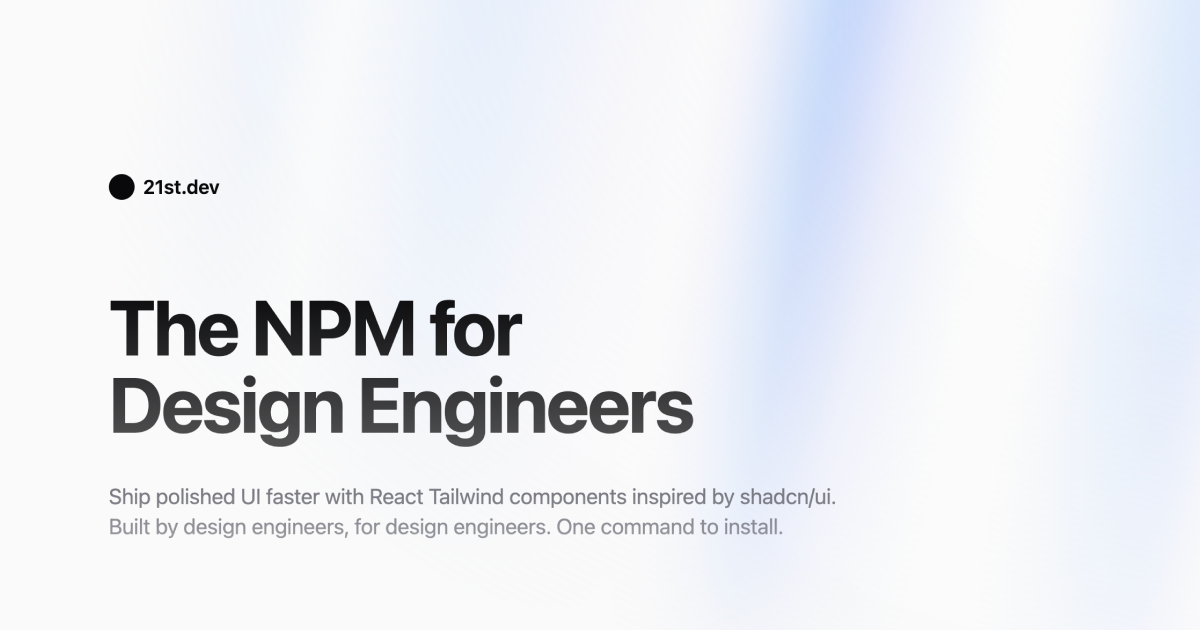 21st.dev
The NPM for
Design Engineers
Ship polished UI faster with React Tailwind components inspired by shadcn/ui.
Built by design engineers, for design engineers. One command to install.